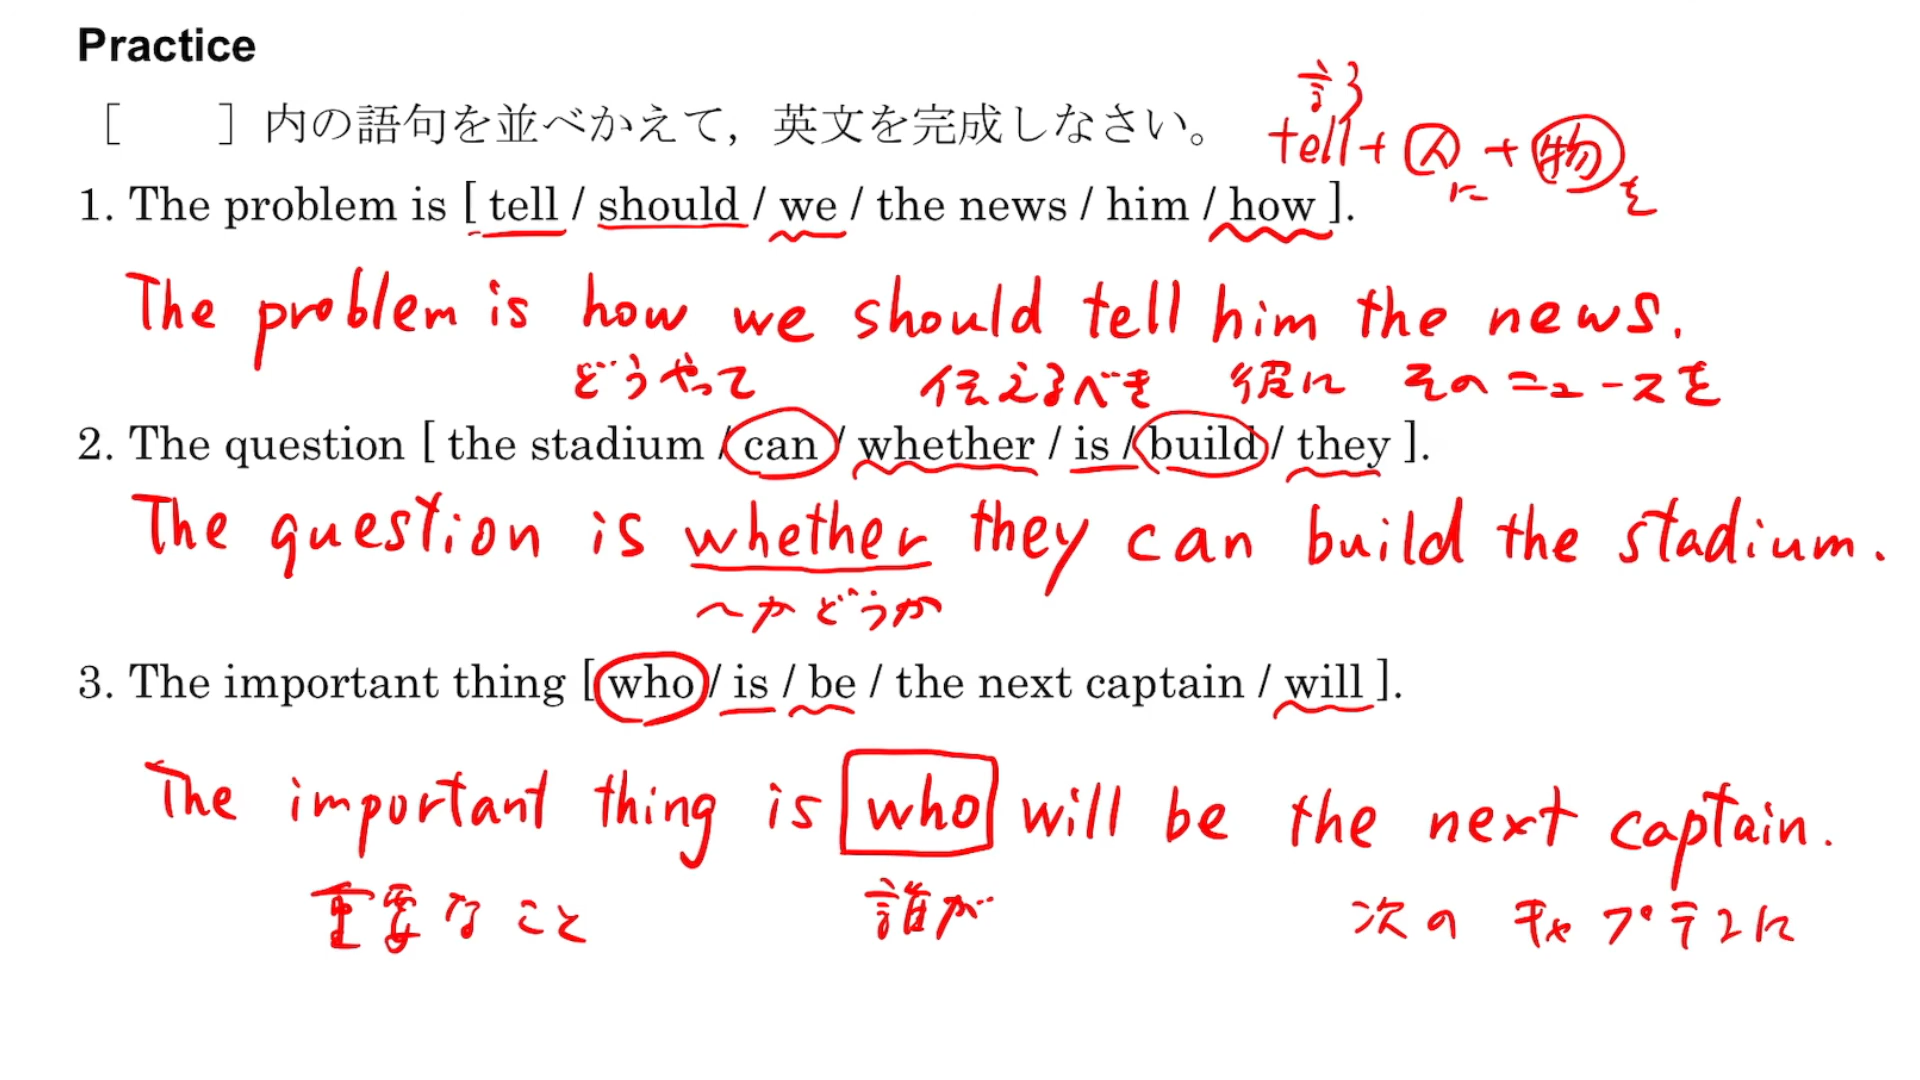 Practice
[　　]内の語句を並べかえて，英文を完成しなさい。
言う
tell + 人 + 物
に を
1. The problem is [ tell / should / we / the news / him / how ].
The problem is how we should tell him the news.
どうやって 伝えるべき 彼に そのニュースを
2. The question [ the stadium / can / whether / is / build / they ].
The question is whether they can build the stadium.
〜かどうか
3. The important thing [ who / is / be / the next captain / will ].
The important thing is who will be the next captain.
重要なこと 誰が 次の キャプテンに